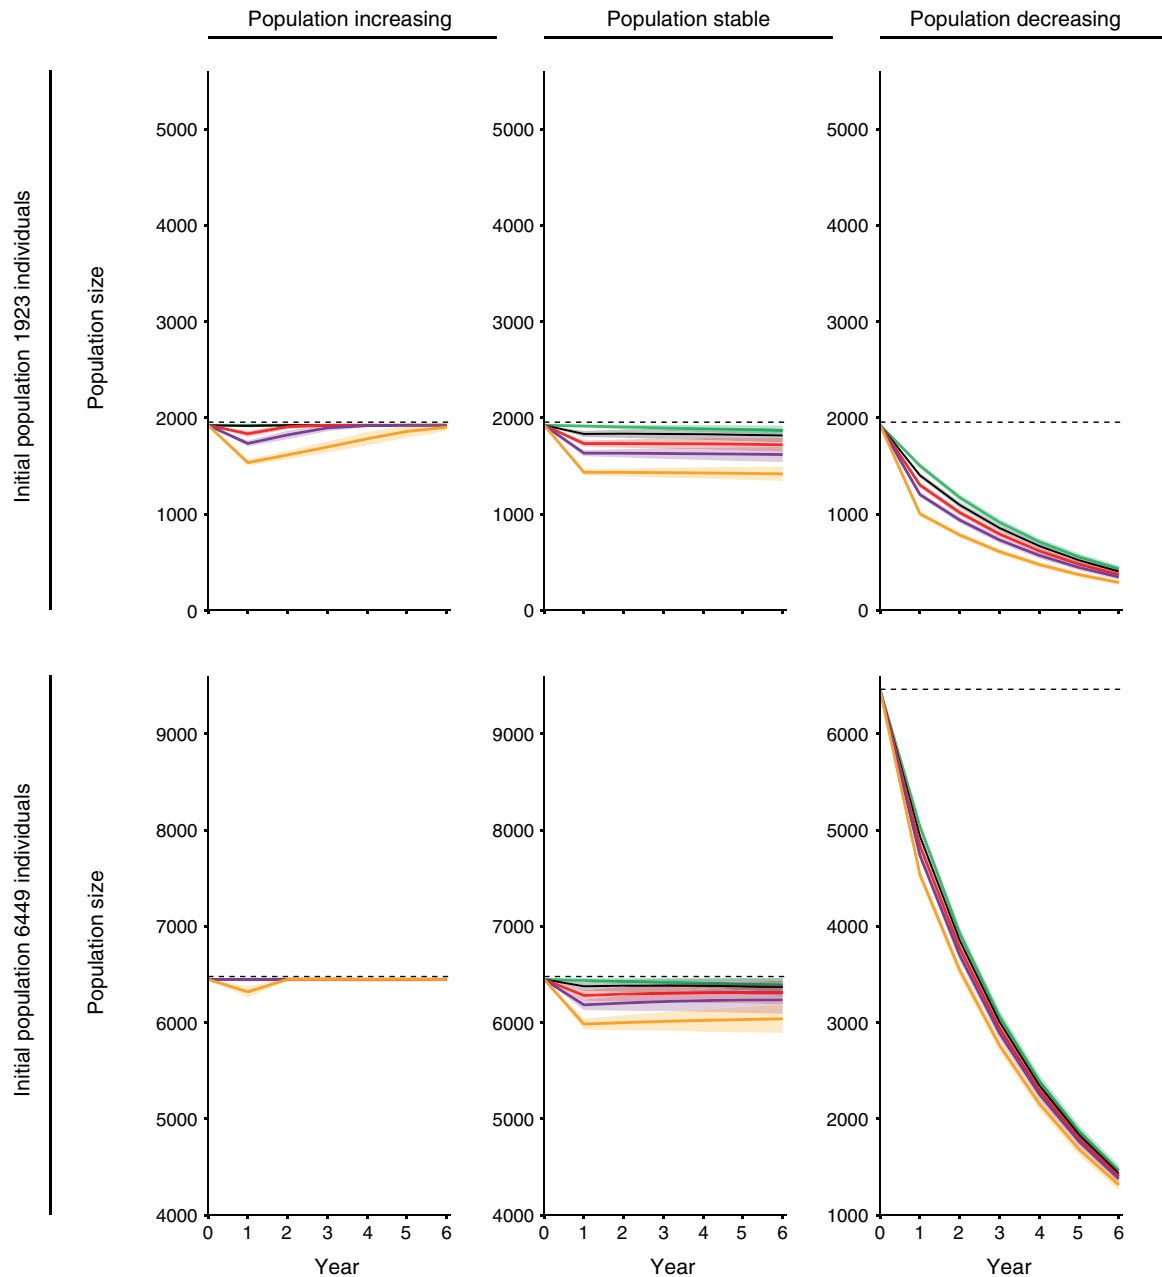 Population increasing
Population stable
Population decreasing
Initial population 1923 individuals
Population size
5000
4000
3000
2000
1000
0
5000
4000
3000
2000
1000
0
5000
4000
3000
2000
1000
0
Initial population 6449 individuals
Population size
9000
8000
7000
6000
5000
4000
0 1 2 3 4 5 6
Year
9000
8000
7000
6000
5000
4000
0 1 2 3 4 5 6
Year
6000
5000
4000
3000
2000
1000
0 1 2 3 4 5 6
Year